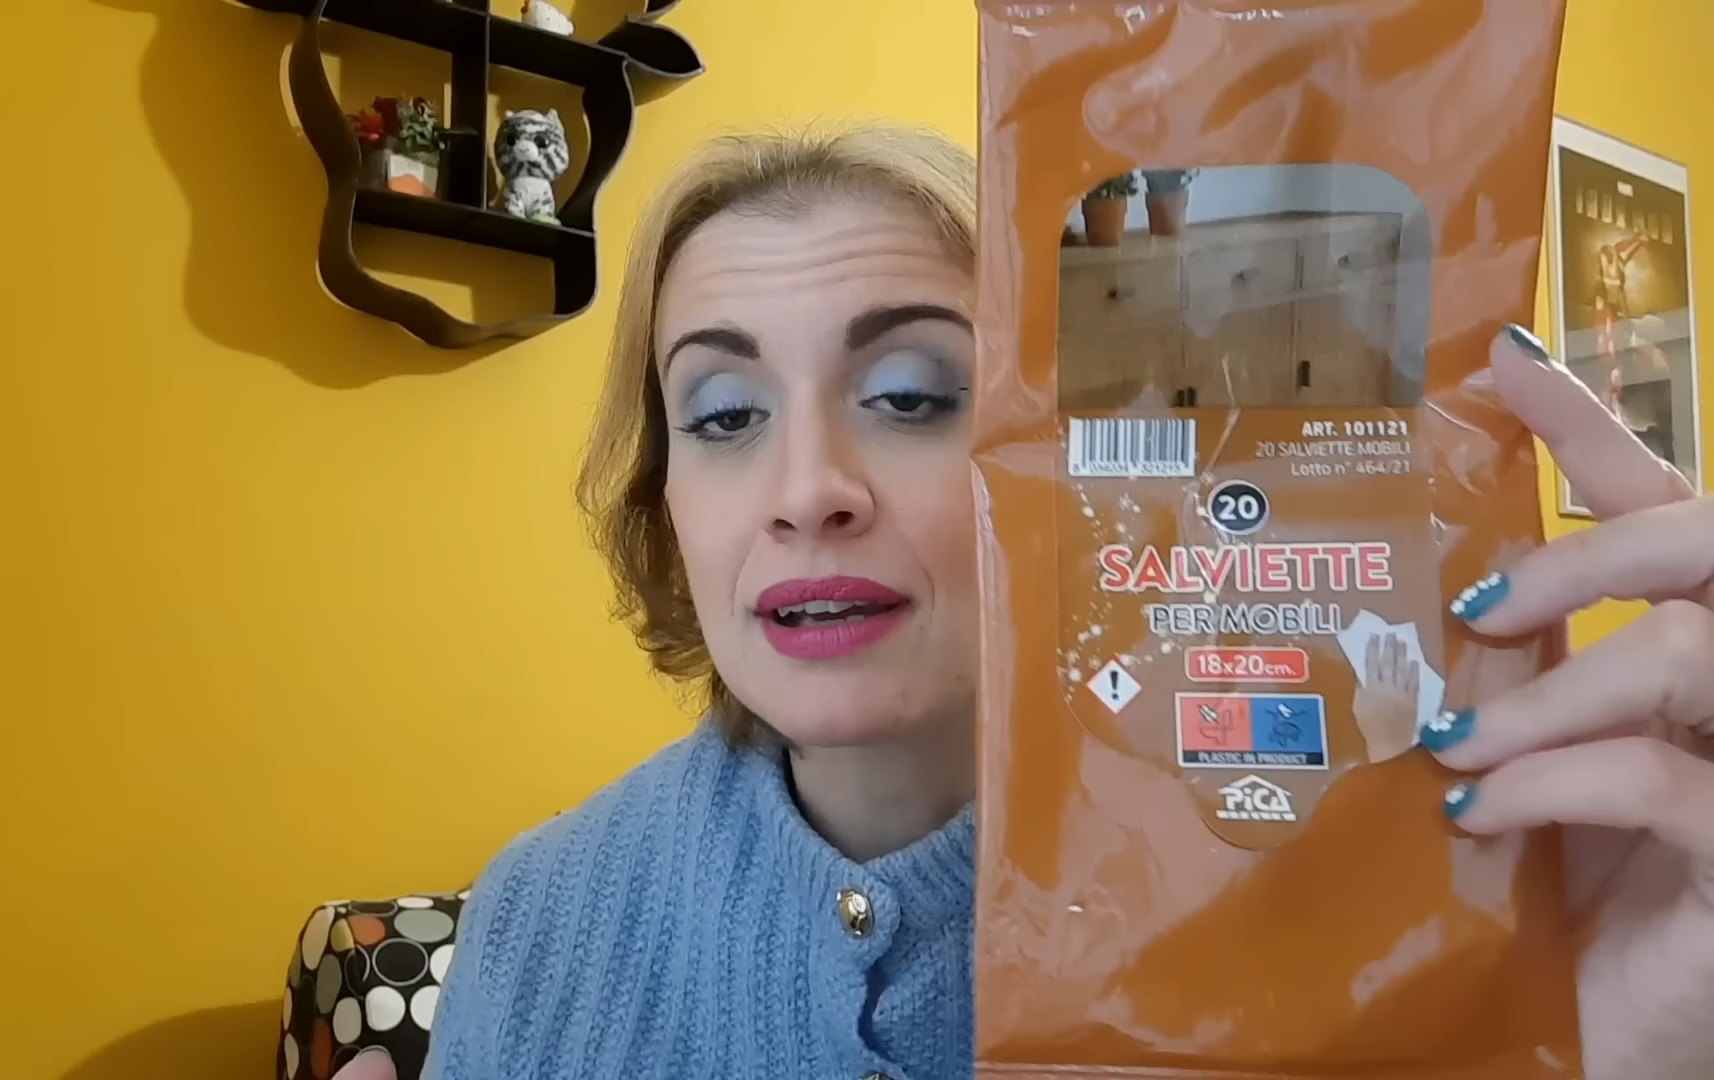 ART. 101121
20 SALVIETTE MOBILI
Lotto n° 464/21
20
SALVIETTE
PER MOBILI
18x20cm.
PLASTIC IN PRODUCT
PiCA